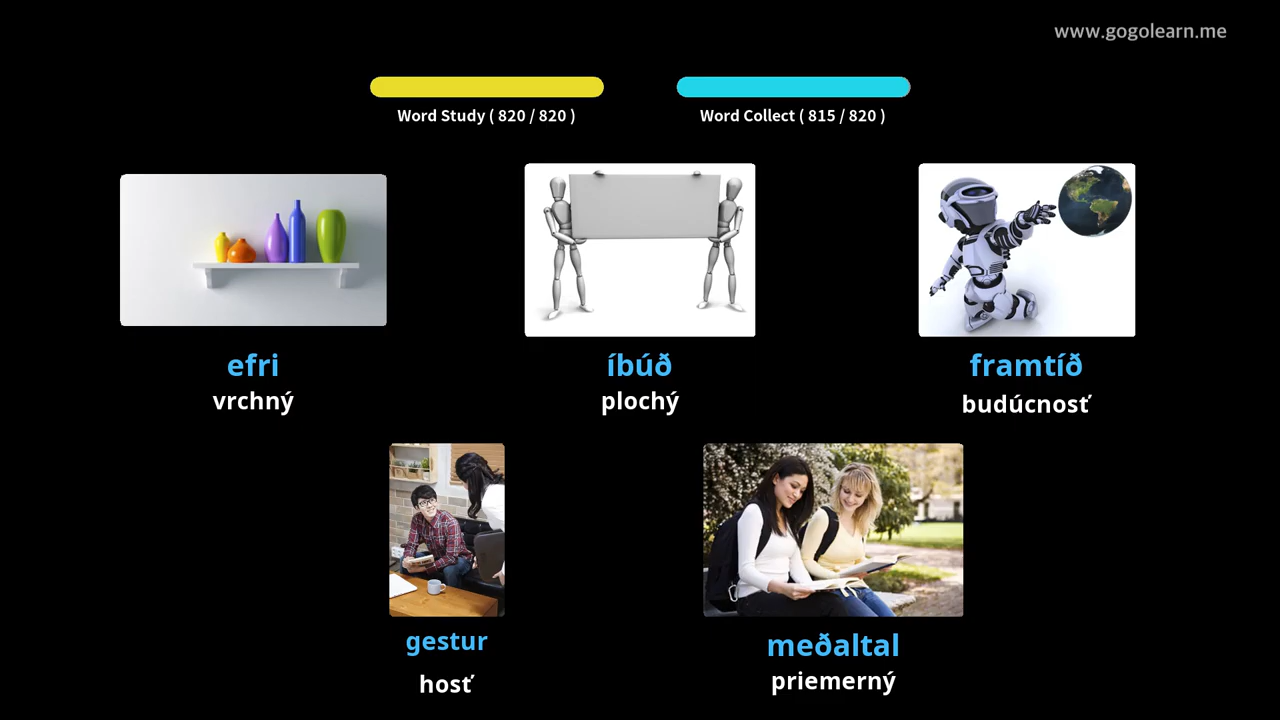 www.gogolearn.me
Word Study ( 820 / 820 )
Word Collect ( 815 / 820 )
efri
vrchný
íbúð
plochý
framtíð
budúcnosť
gestur
hosť
meðaltal
priemerný